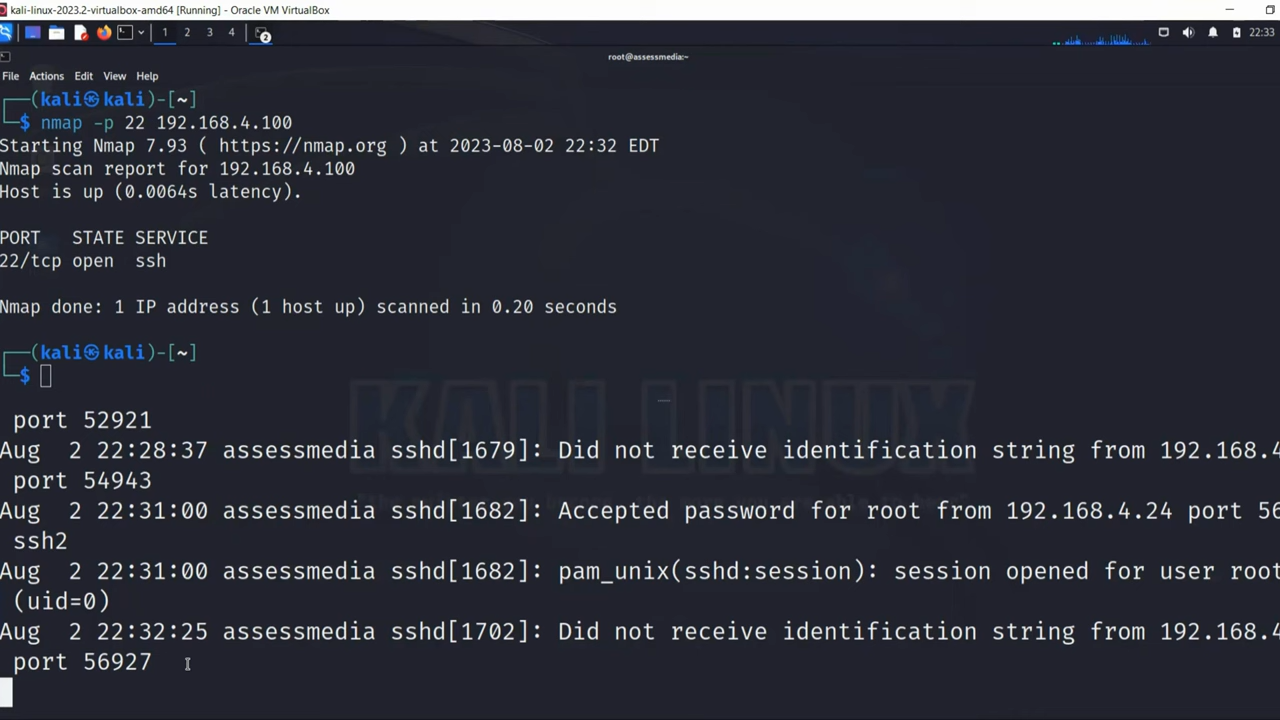 kali-linux-2023.2-virtualbox-amd64 [Running] - Oracle VM VirtualBox
1 2 3 4 2 22:33
root@assessmedia:~
File Actions Edit View Help
┌──(kali㉿kali)-[~]
└─$ nmap -p 22 192.168.4.100
Starting Nmap 7.93 ( https://nmap.org ) at 2023-08-02 22:32 EDT
Nmap scan report for 192.168.4.100
Host is up (0.0064s latency).
PORT STATE SERVICE
22/tcp open ssh
Nmap done: 1 IP address (1 host up) scanned in 0.20 seconds
┌──(kali㉿kali)-[~]
└─$
KALI LINUX
port 52921
Aug 2 22:28:37 assessmedia sshd[1679]: Did not receive identification string from 192.168.4
port 54943
Aug 2 22:31:00 assessmedia sshd[1682]: Accepted password for root from 192.168.4.24 port 56
ssh2
Aug 2 22:31:00 assessmedia sshd[1682]: pam_unix(sshd:session): session opened for user root
(uid=0)
Aug 2 22:32:25 assessmedia sshd[1702]: Did not receive identification string from 192.168.4
port 56927